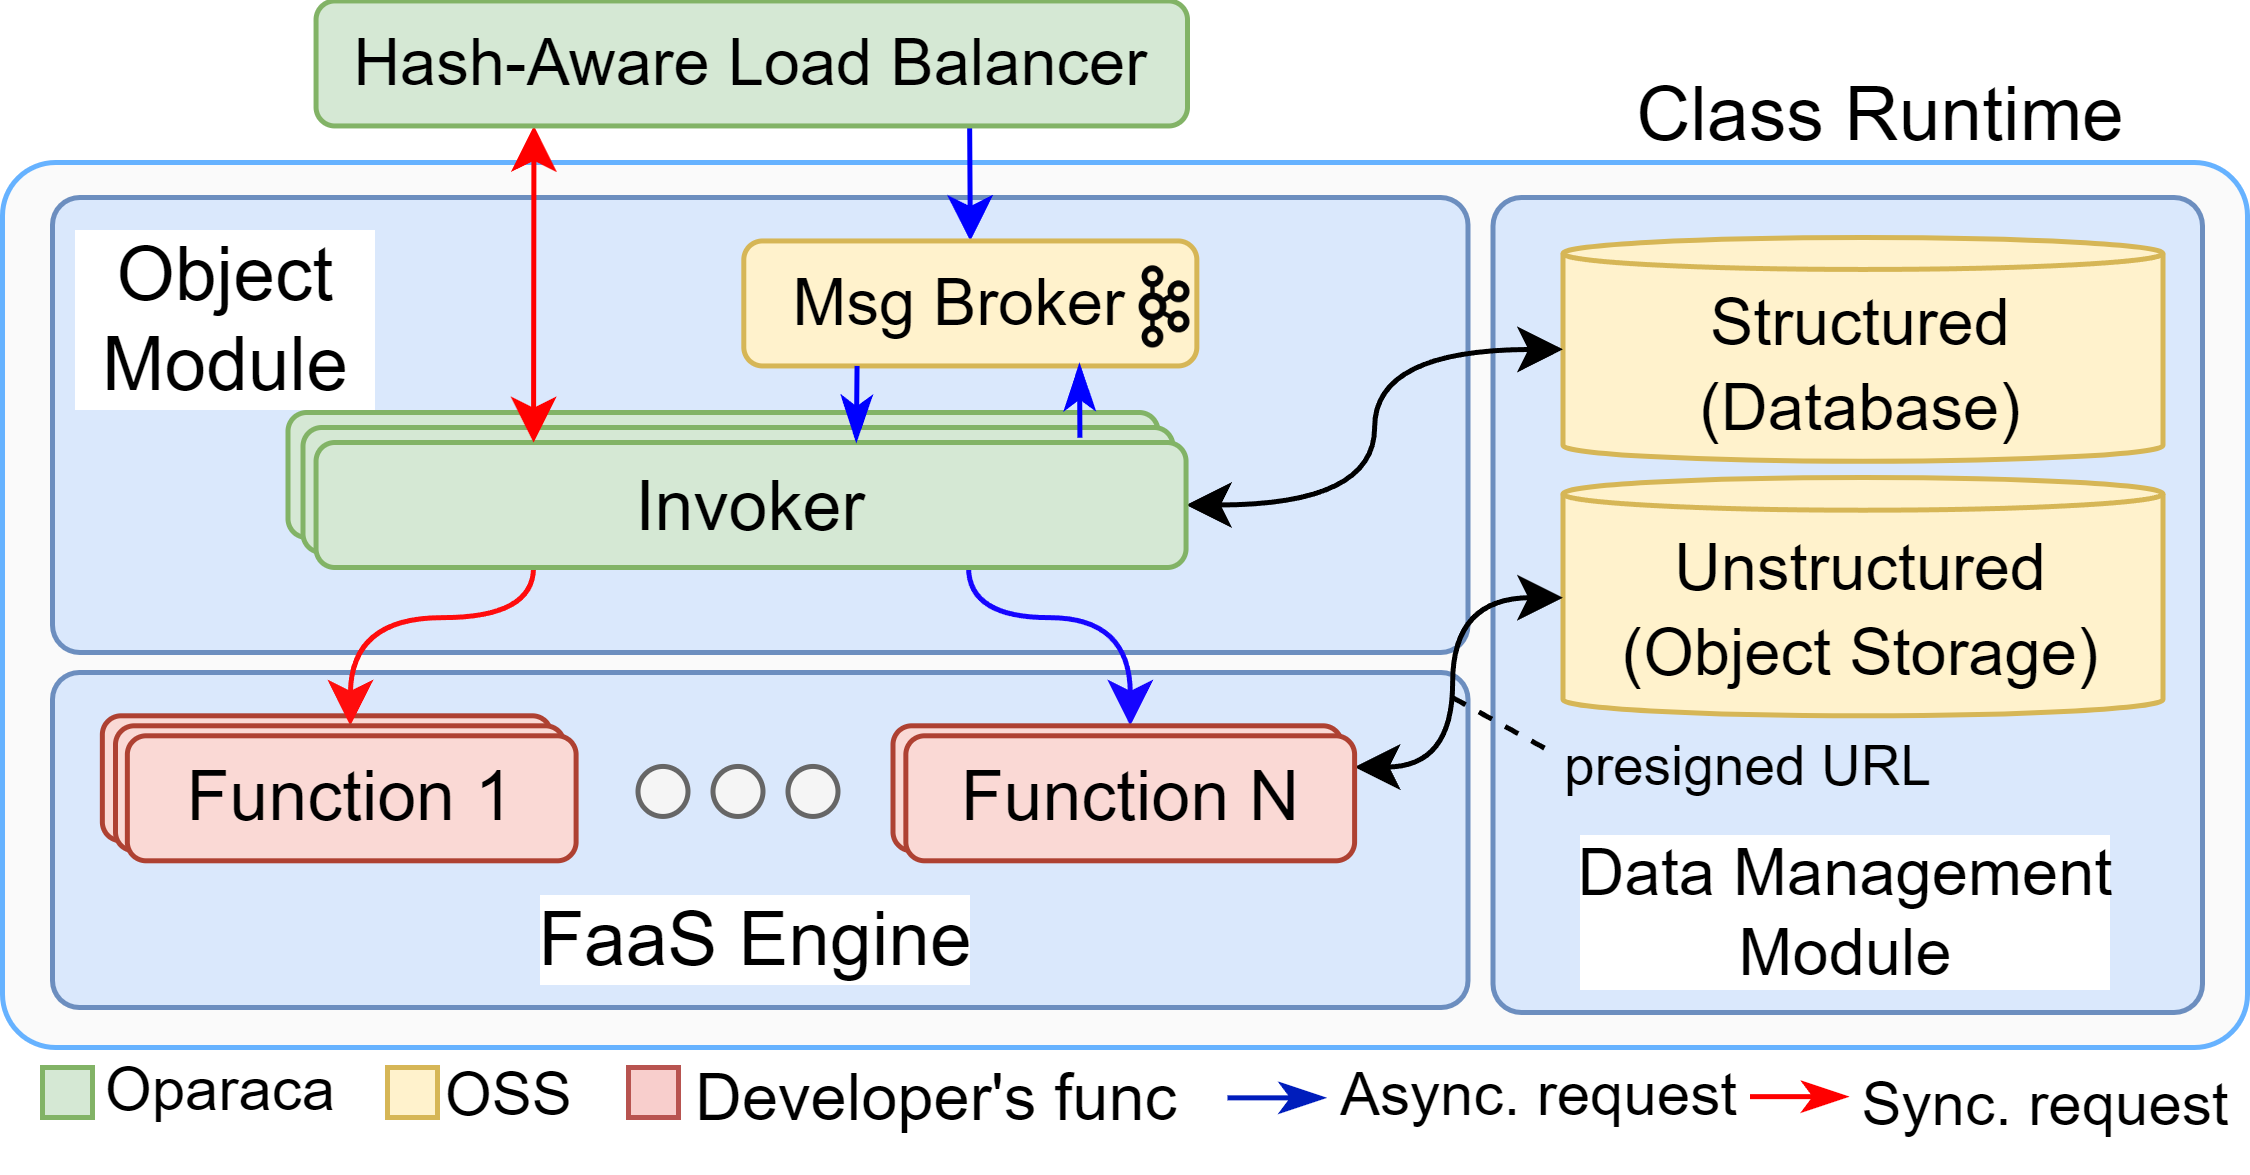 Hash-Aware Load Balancer
Class Runtime
Object
Module
Msg Broker
Invoker
Structured
(Database)
Unstructured
(Object Storage)
presigned URL
Data Management
Module
Function 1
Function N
FaaS Engine
Oparaca
OSS
Developer's func
Async. request
Sync. request